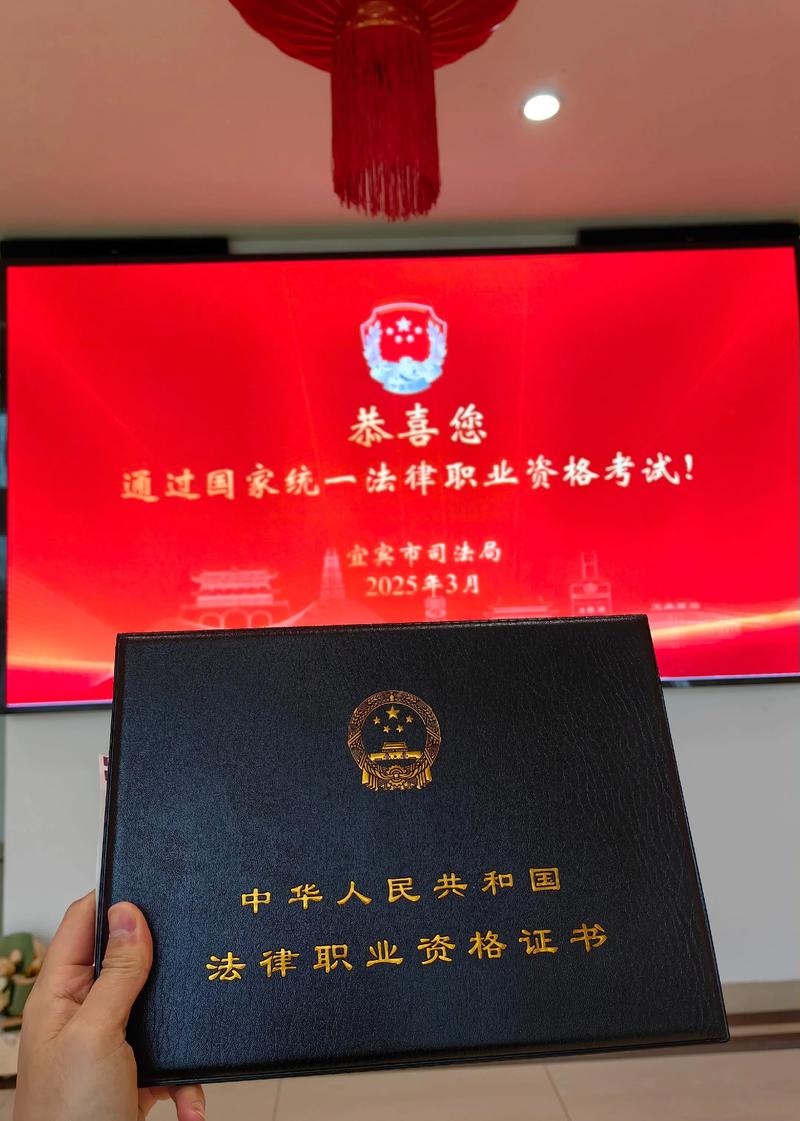 恭喜您
通过国家统一法律职业资格考试!
宜宾市司法局
2025年3月
中华人民共和国
法律职业资格证书